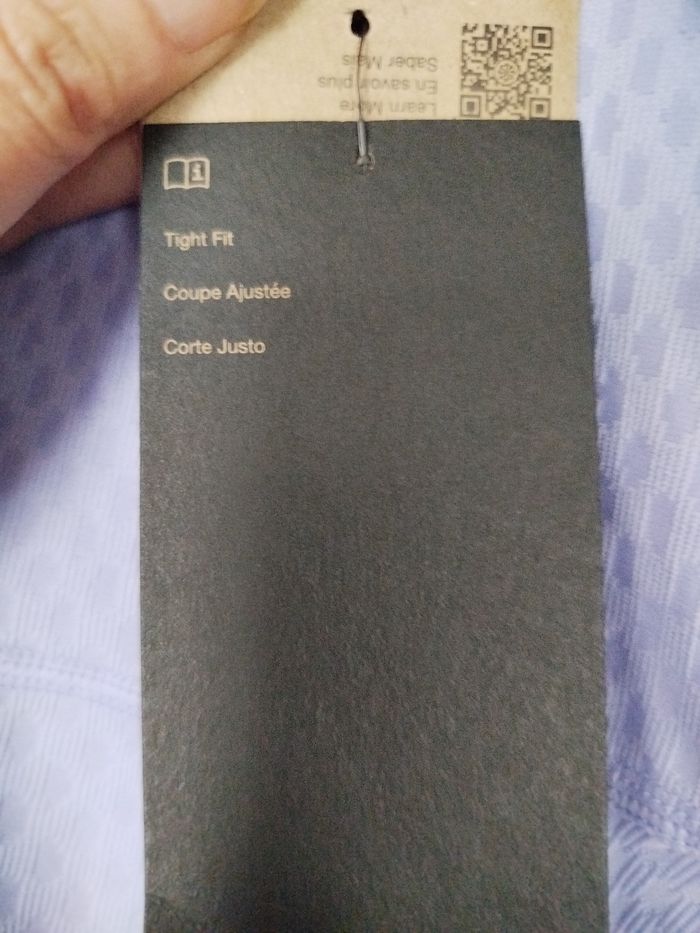 Saber Mais
En savoir plus
Learn More
Tight Fit
Coupe Ajustée
Corte Justo